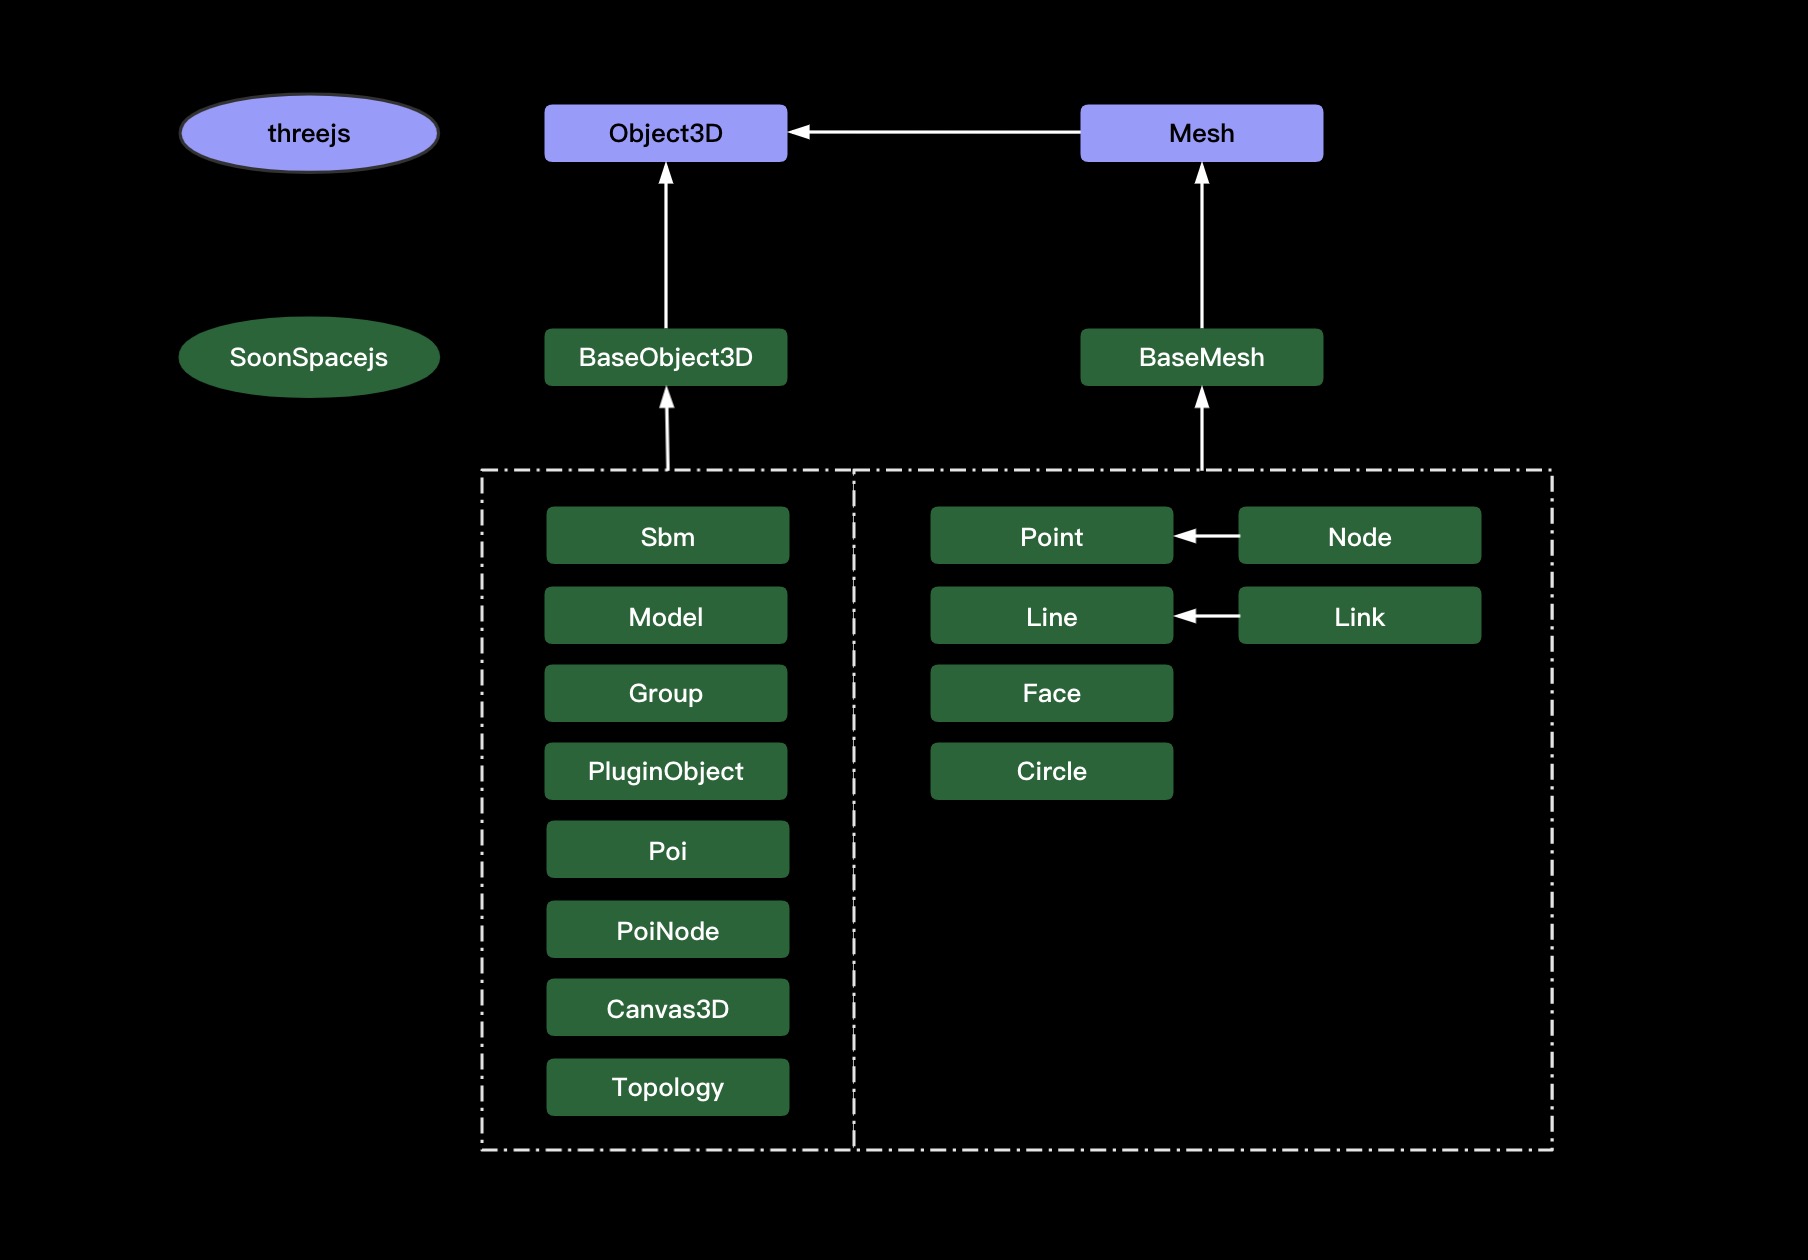 threejs
Object3D
Mesh
SoonSpacejs
BaseObject3D
BaseMesh
Sbm
Model
Group
PluginObject
Poi
PoiNode
Canvas3D
Topology
Point
Node
Line
Link
Face
Circle